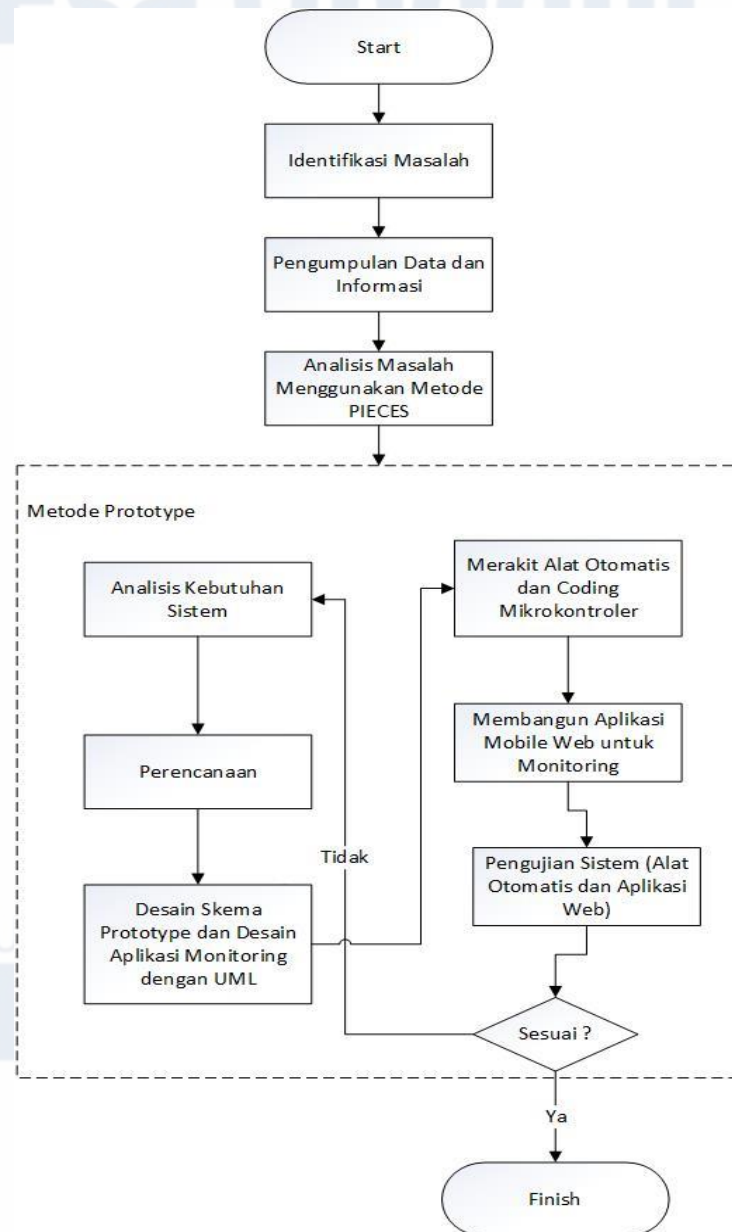 Start
Identifikasi Masalah
Pengumpulan Data dan
Informasi
Analisis Masalah
Menggunakan Metode
PIECES
Metode Prototype
Analisis Kebutuhan
Sistem
Perencanaan
Desain Skema
Prototype dan Desain
Aplikasi Monitoring
dengan UML
Merakit Alat Otomatis
dan Coding
Mikrokontroler
Membangun Aplikasi
Mobile Web untuk
Monitoring
Pengujian Sistem (Alat
Otomatis dan Aplikasi
Web)
Tidak
Sesuai ?
Ya
Finish